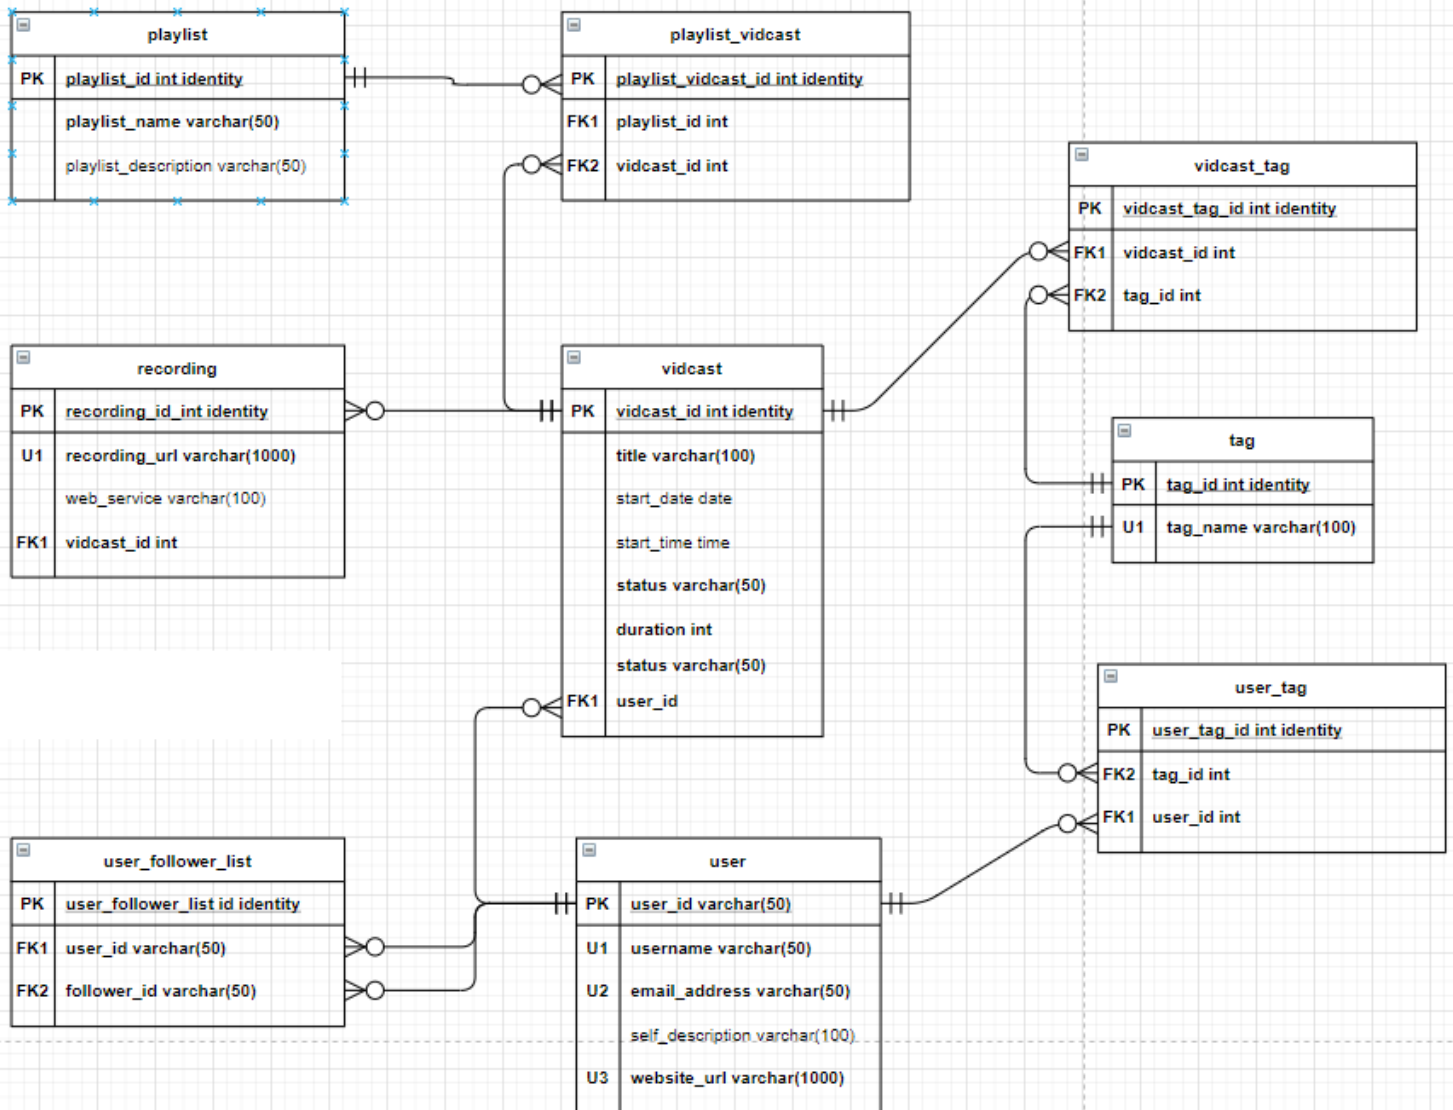 playlist
PK playlist_id int identity
playlist_name varchar(50)
playlist_description varchar(50)
playlist_vidcast
PK playlist_vidcast_id int identity
FK1 playlist_id int
FK2 vidcast_id int
vidcast_tag
PK vidcast_tag_id int identity
FK1 vidcast_id int
FK2 tag_id int
recording
PK recording_id_int identity
U1 recording_url varchar(1000)
web_service varchar(100)
FK1 vidcast_id int
vidcast
PK vidcast_id int identity
title varchar(100)
start_date date
start_time time
status varchar(50)
duration int
status varchar(50)
FK1 user_id
tag
PK tag_id int identity
U1 tag_name varchar(100)
user_tag
PK user_tag_id int identity
FK2 tag_id int
FK1 user_id int
user_follower_list
PK user_follower_list id identity
FK1 user_id varchar(50)
FK2 follower_id varchar(50)
user
PK user_id varchar(50)
U1 username varchar(50)
U2 email_address varchar(50)
self_description varchar(100)
U3 website_url varchar(1000)